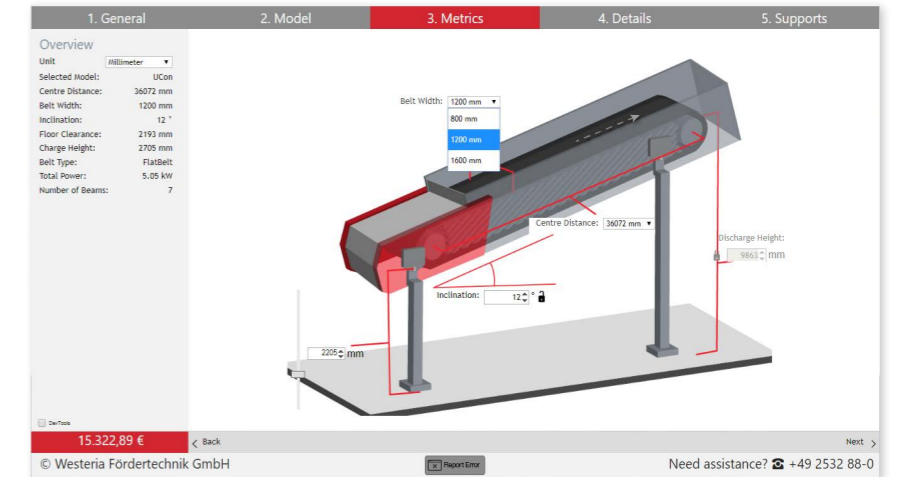 1. General 2. Model 3. Metrics 4. Details 5. Supports
Overview
Unit Millimeter
Selected Model: UCon
Centre Distance: 36072 mm
Belt Width: 1200 mm
Inclination: 12 °
Floor Clearance: 2193 mm
Charge Height: 2705 mm
Belt Type: FlatBelt
Total Power: 5.05 kW
Number of Beams: 7
Belt Width: 1200 mm
800 mm
1200 mm
1600 mm
Centre Distance: 36072 mm
Discharge Height:
9863 mm
Inclination: 12 °
2205 mm
DevTools
15.322,89 € < Back Next >
© Westeria Fördertechnik GmbH Report Error Need assistance? ☎ +49 2532 88-0